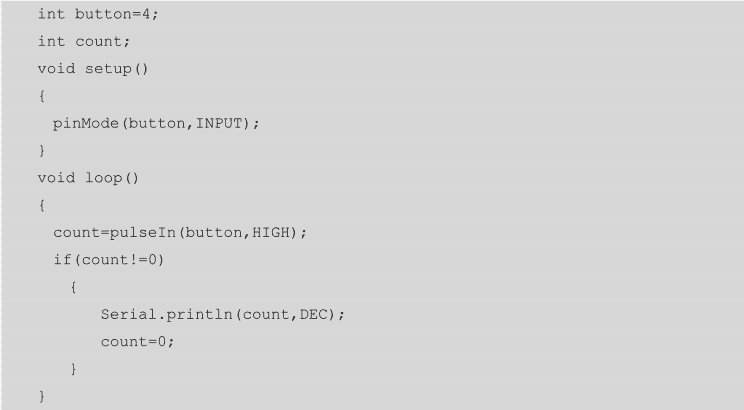 int button=4;
int count;
void setup()
{
pinMode(button,INPUT);
}
void loop()
{
count=pulseIn(button,HIGH);
if(count!=0)
{
Serial.println(count,DEC);
count=0;
}
}